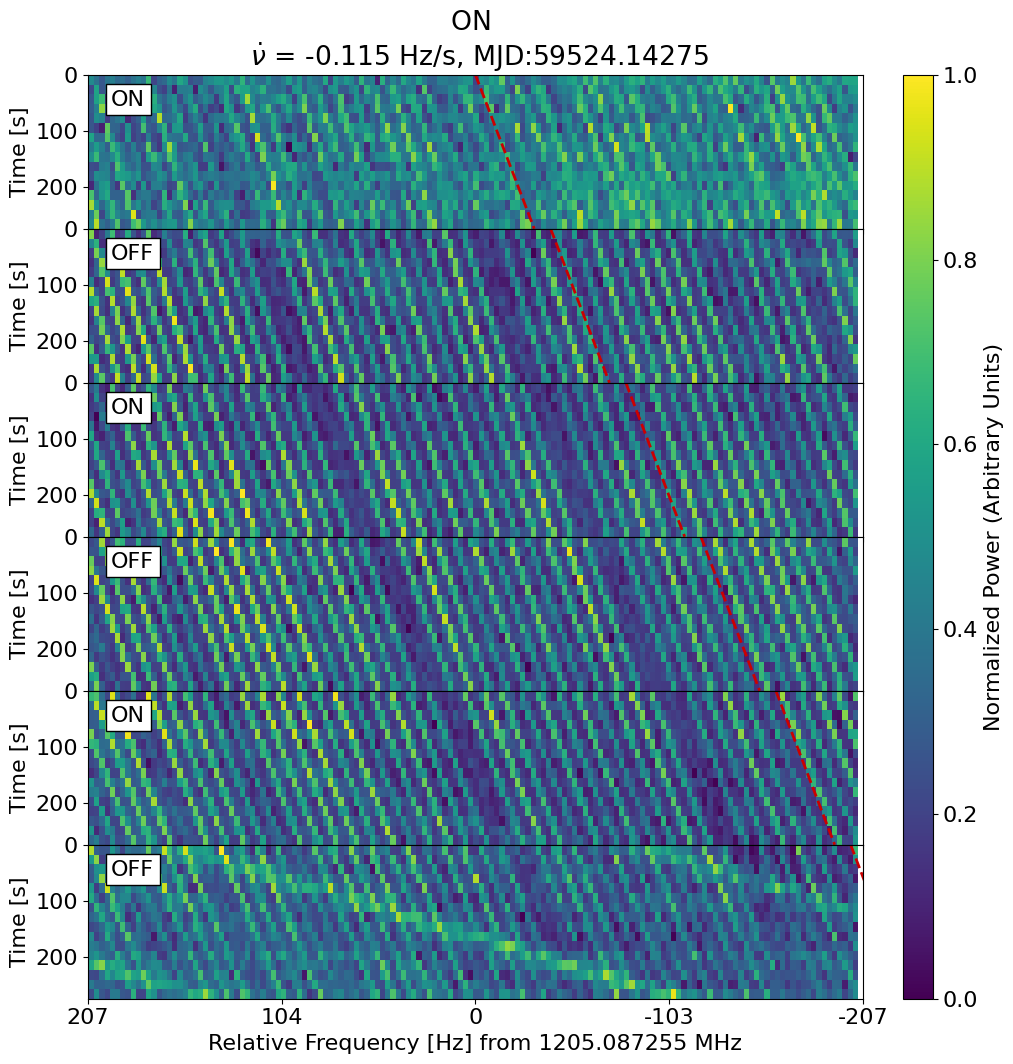 ON
ν̇ = -0.115 Hz/s, MJD:59524.14275
0
ON
100
Time [s]
200
0
OFF
100
Time [s]
200
0
ON
100
Time [s]
200
0
OFF
100
Time [s]
200
0
ON
100
Time [s]
200
0
OFF
100
Time [s]
200
207 104 0 -103 -207
Relative Frequency [Hz] from 1205.087255 MHz
1.0
0.8
0.6
0.4
0.2
0.0
Normalized Power (Arbitrary Units)